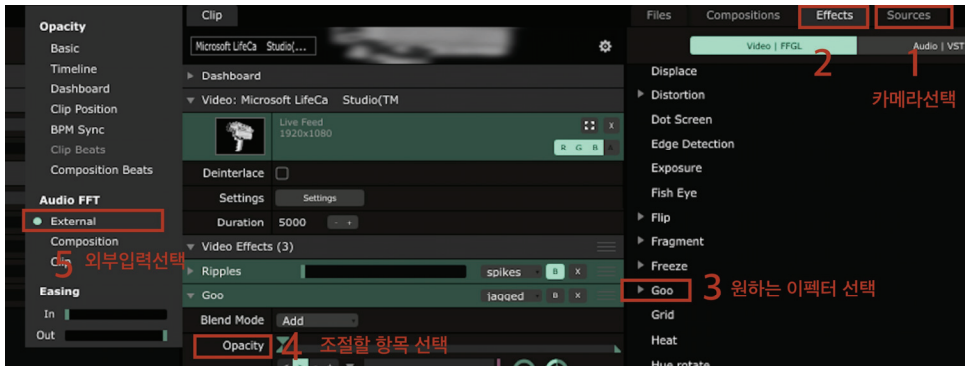 Opacity
Basic
Timeline
Dashboard
Clip Position
BPM Sync
Clip Beats
Composition Beats
Audio FFT
External
Composition
Clip
5 외부입력선택
Easing
In
Out
Clip
Microsoft LifeCa Studio(...
Dashboard
Video: Microsoft LifeCa Studio(TM
Live Feed
1920x1080
X
R G B
Deinterlace
Settings Settings
Duration 5000 - +
Video Effects (3)
Ripples spikes B X
Goo jagged B X
Blend Mode Add
Opacity
4 조절할 항목 선택
Files Compositions Effects Sources
Video | FFGL Audio | VST
2
1
카메라선택
Displace
Distortion
Dot Screen
Edge Detection
Exposure
Fish Eye
Flip
Fragment
Freeze
Goo
3 원하는 이펙터 선택
Grid
Heat
Hue rotate